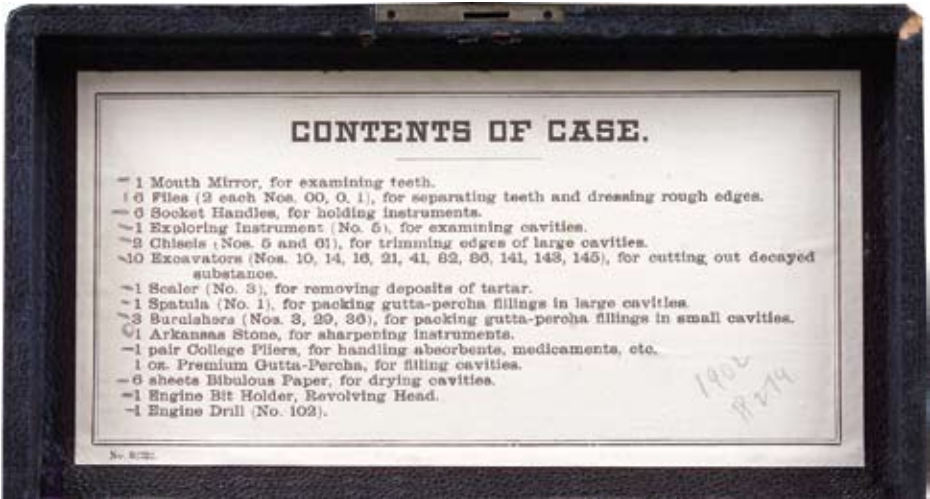 CONTENTS OF CASE.
1 Mouth Mirror, for examining teeth.
6 Files (2 each Nos. 00, 0, 1), for separating teeth and dressing rough edges.
6 Socket Handles, for holding instruments.
1 Exploring Instrument (No. 5), for examining cavities.
2 Chisels (Nos. 5 and 61), for trimming edges of large cavities.
10 Excavators (Nos. 10, 14, 16, 21, 41, 82, 86, 141, 143, 145), for cutting out decayed
substance.
1 Scaler (No. 3), for removing deposits of tartar.
1 Spatula (No. 1), for packing gutta-percha fillings in large cavities.
3 Burnishers (Nos. 3, 29, 36), for packing gutta-percha fillings in small cavities.
1 Arkansas Stone, for sharpening instruments.
1 pair College Pliers, for handling absorbents, medicaments, etc.
1 oz. Premium Gutta-Percha, for filling cavities.
6 sheets Bibulous Paper, for drying cavities.
1 Engine Bit Holder, Revolving Head.
1 Engine Drill (No. 102).
1902
No.